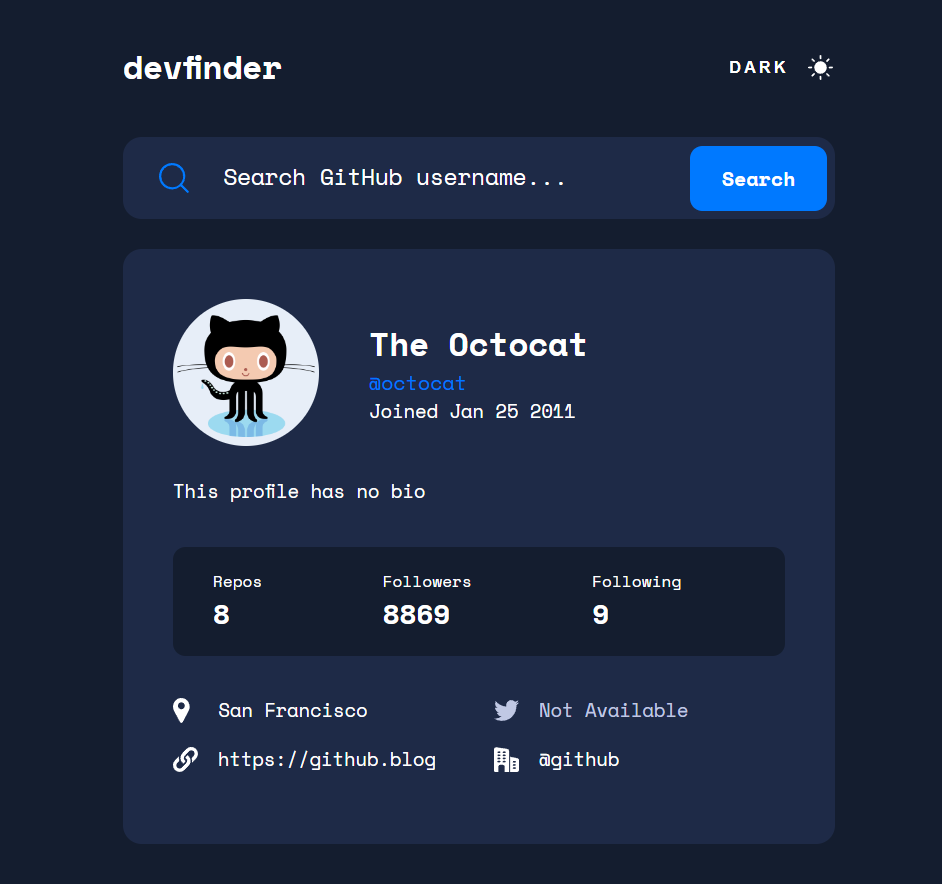 devfinder
DARK
Search GitHub username...
Search
The Octocat
@octocat
Joined Jan 25 2011
This profile has no bio
Repos
Followers
Following
8
8869
9
San Francisco
Not Available
https://github.blog
@github